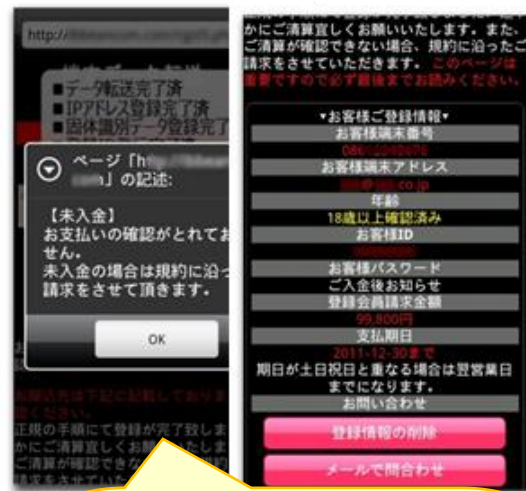 http://
■データ転送完了済
■IPアドレス登録完了済
■固体識別データ登録完了
ページ「h
m」の記述:
【未入金】
お支払いの確認がとれてお
せん。
未入金の場合は規約に沿っ
請求をさせて頂きます。
OK
正規の手順にて登録が完了致しま
かにご清算宜しくお願いいたしま
ご清算が確認できな
請求をさせていた
かにご清算宜しくお願いいたします。また、
ご清算が確認できない場合、規約に沿ったご
請求をさせていただきます。このページは
重要ですので必ず最後までお読みください。
▼お客様ご登録情報▼
お客様端末番号
086
お客様端末アドレス
co.jp
年齢
18歳以上確認済み
お客様ID
お客様パスワード
ご入金後お知らせ
登録会員請求金額
99,800円
支払期日
2011-12-30まで
期日が土日祝日と重なる場合は翌営業日
までになります。
お問い合わせ
登録情報の削除
メールで問合わせ